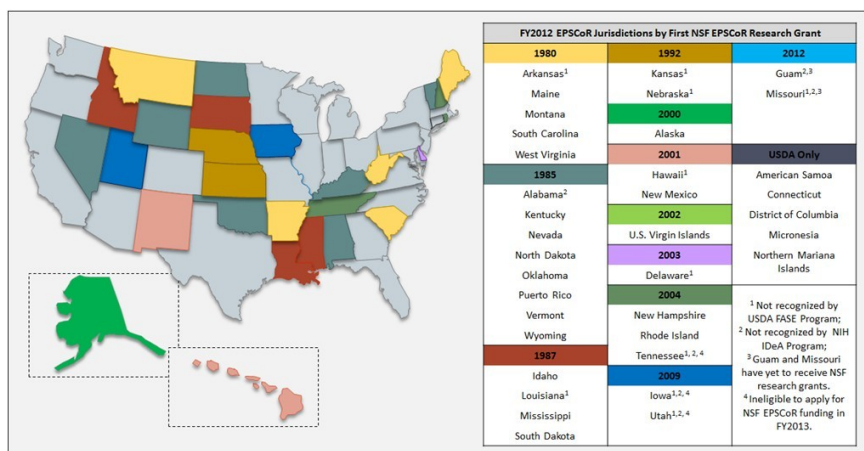 FY2012 EPSCoR Jurisdictions by First NSF EPSCoR Research Grant
1980
Arkansas¹
Maine
Montana
South Carolina
West Virginia
1985
Alabama²
Kentucky
Nevada
North Dakota
Oklahoma
Puerto Rico
Vermont
Wyoming
1987
Idaho
Louisiana¹
Mississippi
South Dakota
1992
Kansas¹
Nebraska¹
2000
Alaska
2001
Hawaii¹
New Mexico
2002
U.S. Virgin Islands
2003
Delaware¹
2004
New Hampshire
Rhode Island
Tennessee¹, ², ⁴
2009
Iowa¹,², ⁴
Utah¹,², ⁴
2012
Guam²,³
Missouri¹,²,³
USDA Only
American Samoa
Connecticut
District of Columbia
Micronesia
Northern Mariana
Islands
¹ Not recognized by
USDA FASE Program;
² Not recognized by NIH
IDeA Program;
³ Guam and Missouri
have yet to receive NSF
research grants.
⁴ Ineligible to apply for
NSF EPSCoR funding in
FY2013.